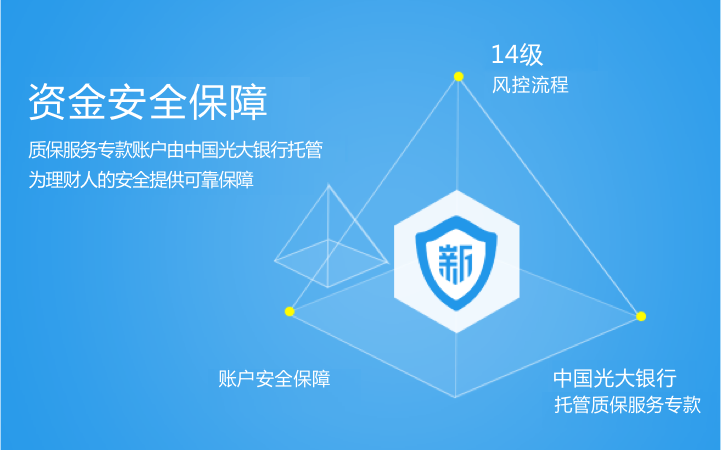 资金安全保障
质保服务专款账户由中国光大银行托管
为理财人的安全提供可靠保障
14级
风控流程
新
账户安全保障
中国光大银行
托管质保服务专款